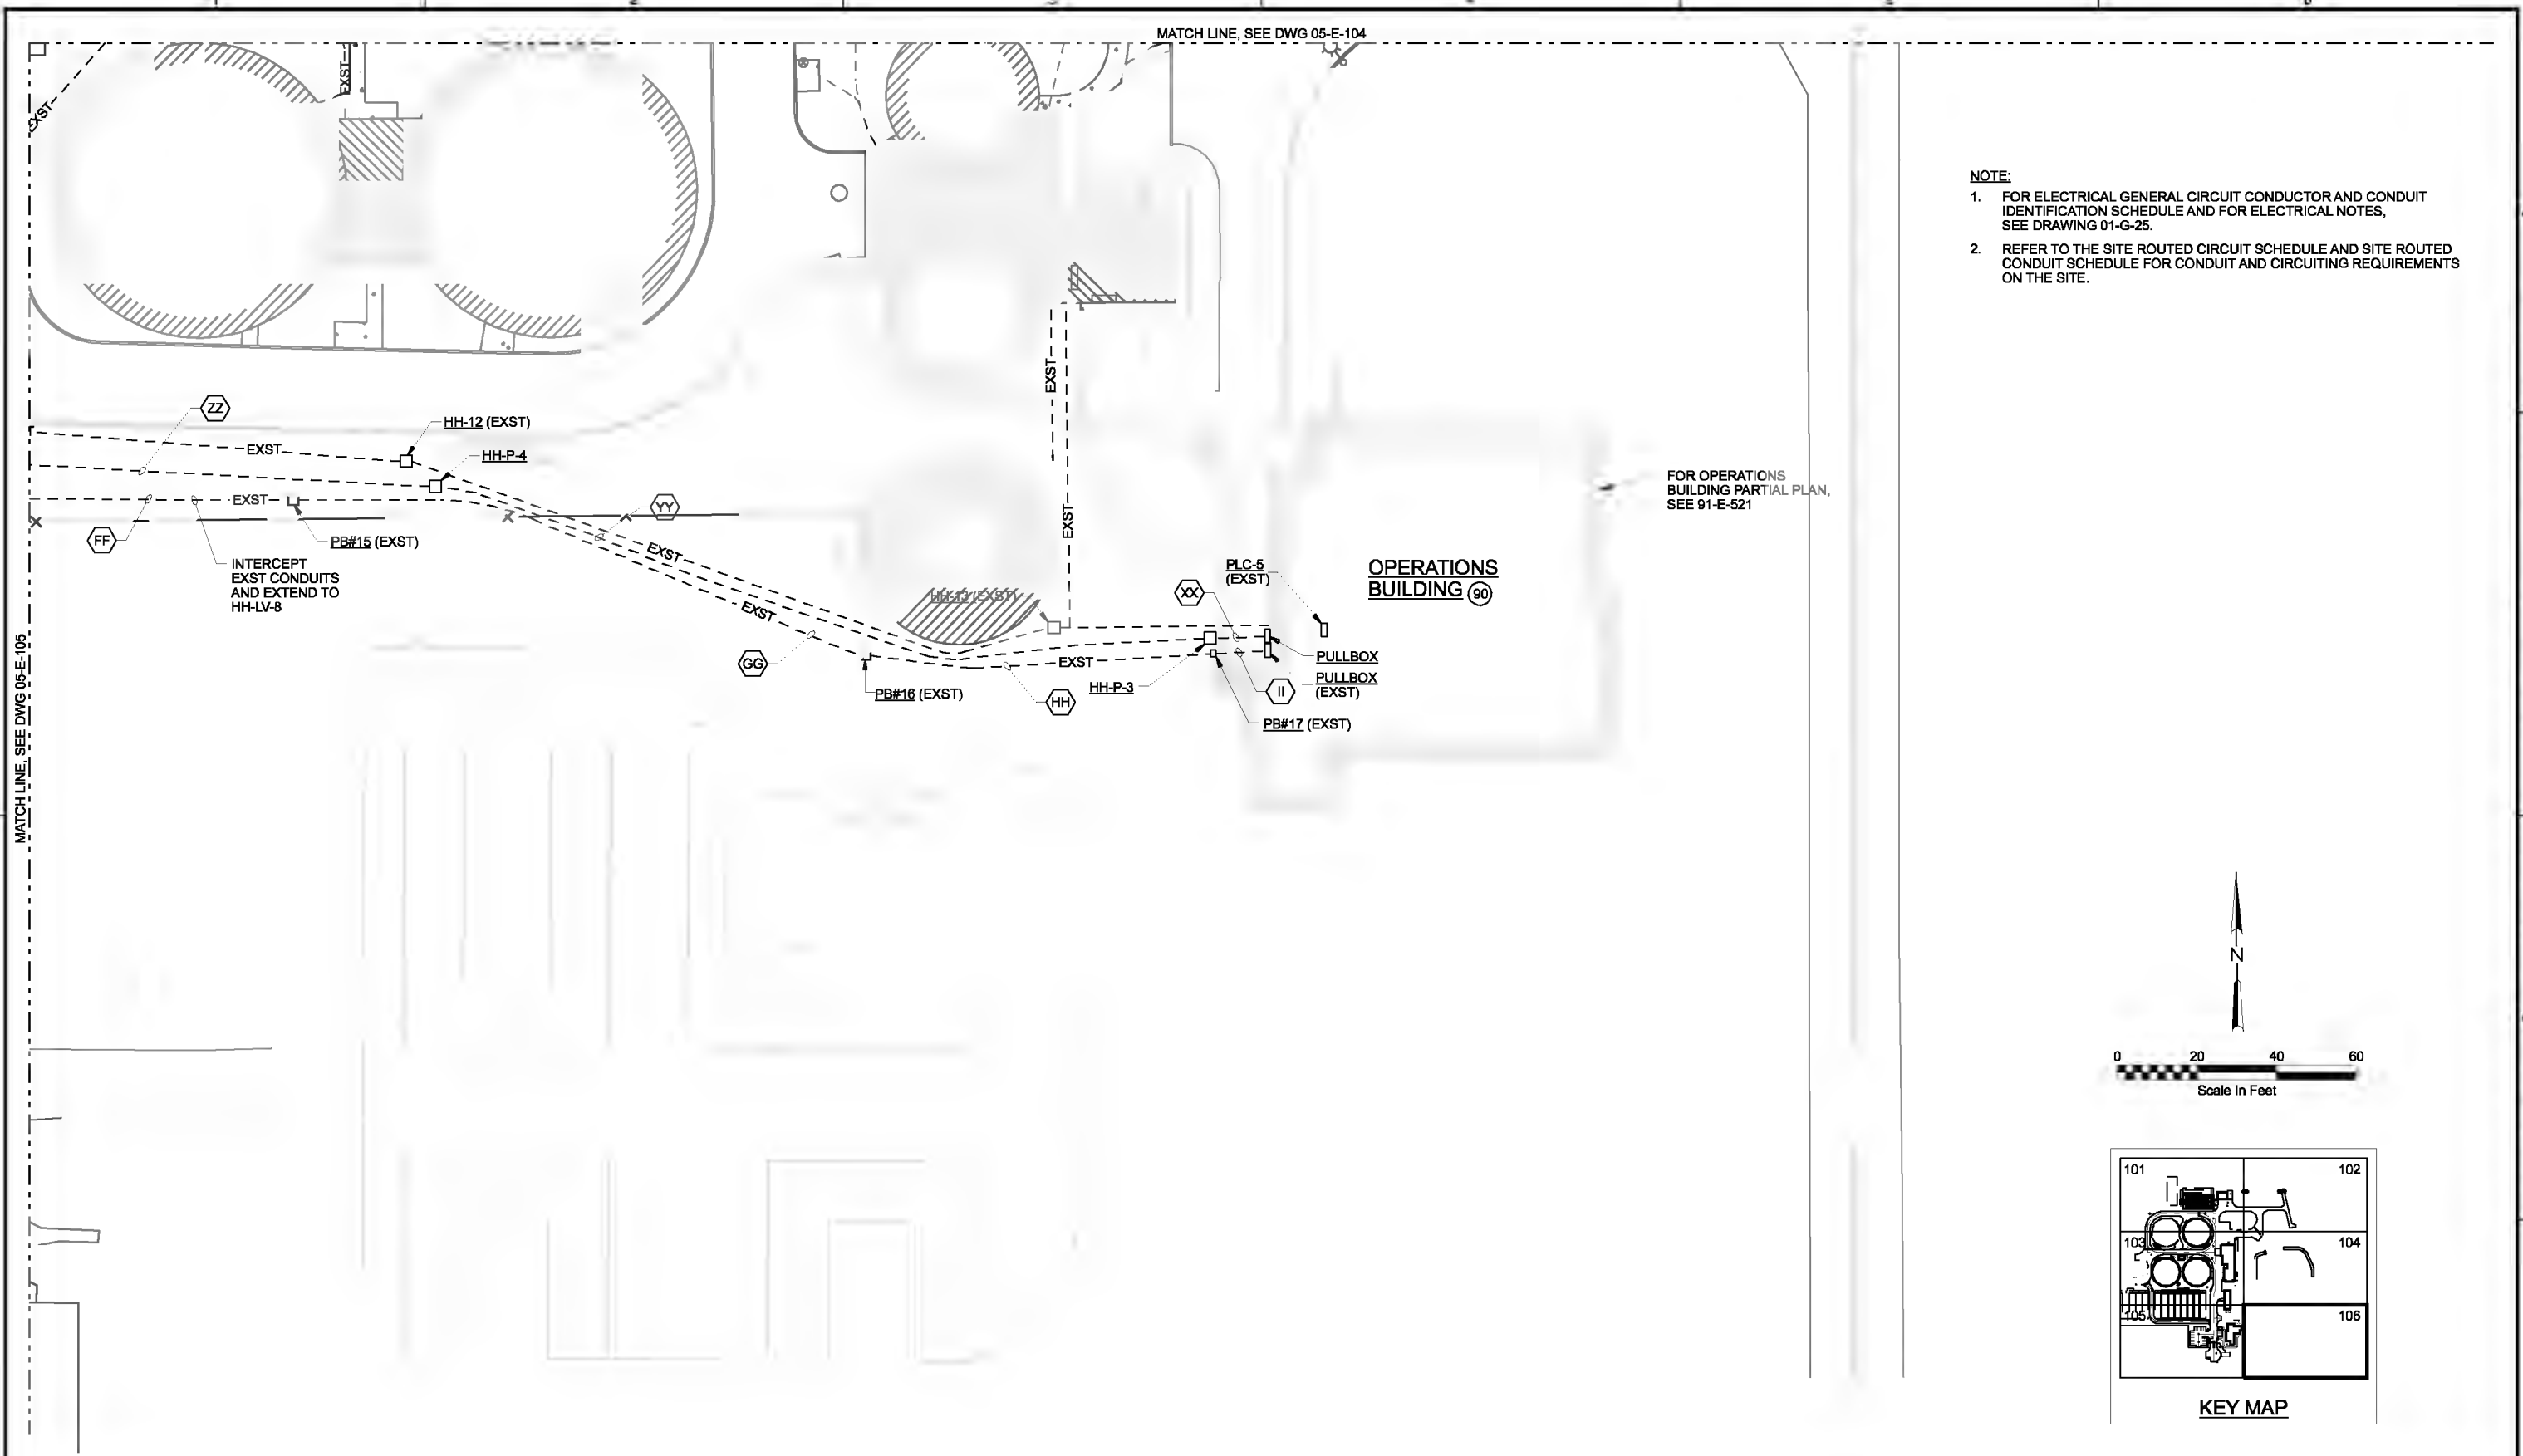 MATCH LINE, SEE DWG 05-E-104
EXST
EXST
NOTE:
1. FOR ELECTRICAL GENERAL CIRCUIT CONDUCTOR AND CONDUIT
IDENTIFICATION SCHEDULE AND FOR ELECTRICAL NOTES,
SEE DRAWING 01-G-25.
2. REFER TO THE SITE ROUTED CIRCUIT SCHEDULE AND SITE ROUTED
CONDUIT SCHEDULE FOR CONDUIT AND CIRCUITING REQUIREMENTS
ON THE SITE.
EXST
ZZ
HH-12 (EXST)
EXST
HH-P-4
EXST
YY
FF
PB#15 (EXST)
INTERCEPT
EXST CONDUITS
AND EXTEND TO
HH-LV-8
EXST
EXST
EXST
FOR OPERATIONS
BUILDING PARTIAL PLAN,
SEE 91-E-521
PLC-5
(EXST)
OPERATIONS
BUILDING 90
XX
HH-13 (EXST)
GG
EXST
PULLBOX
PULLBOX
(EXST)
PB#16 (EXST)
HH
HH-P-3
II
PB#17 (EXST)
MATCH LINE, SEE DWG 05-E-105
N
0 20 40 60
Scale In Feet
101 102
103 104
105 106
KEY MAP